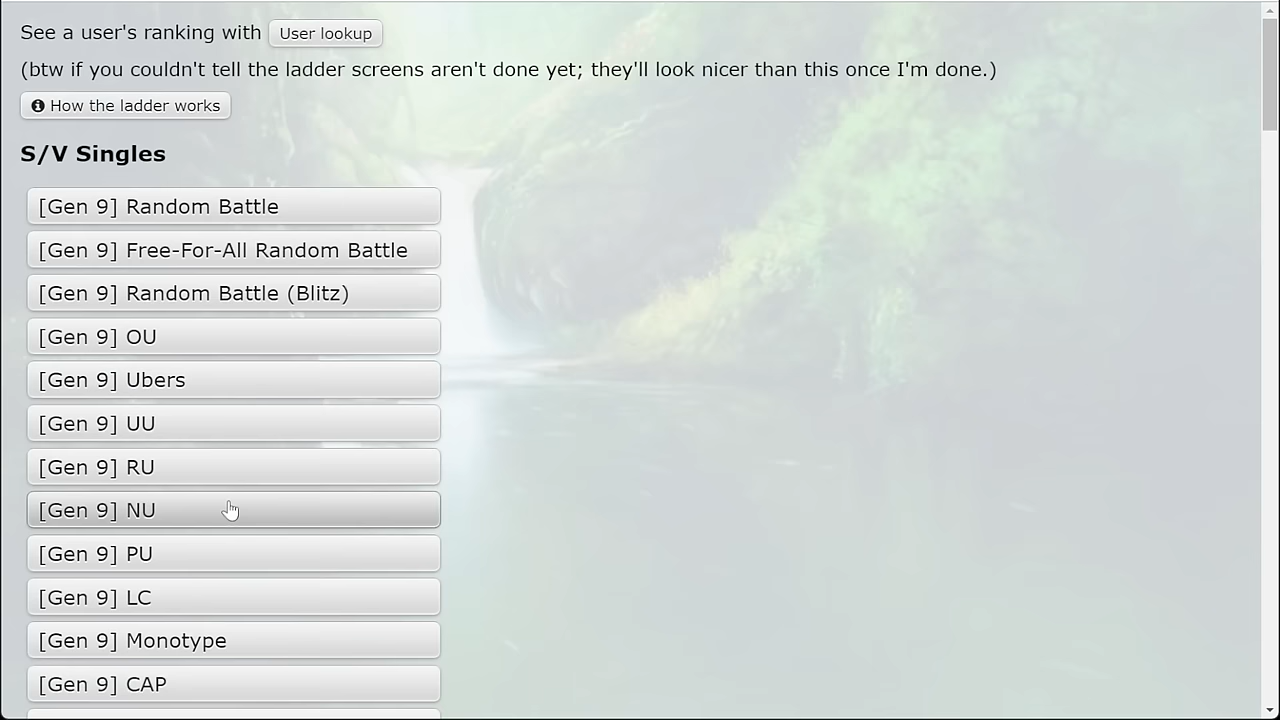 See a user's ranking with User lookup
(btw if you couldn't tell the ladder screens aren't done yet; they'll look nicer than this once I'm done.)
How the ladder works
S/V Singles
[Gen 9] Random Battle
[Gen 9] Free-For-All Random Battle
[Gen 9] Random Battle (Blitz)
[Gen 9] OU
[Gen 9] Ubers
[Gen 9] UU
[Gen 9] RU
[Gen 9] NU
[Gen 9] PU
[Gen 9] LC
[Gen 9] Monotype
[Gen 9] CAP